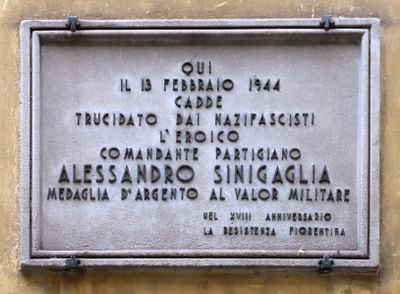 QUI
IL 13 FEBBRAIO 1944
CADDE
TRUCIDATO DAI NAZIFASCISTI
L'EROICO
COMANDANTE PARTIGIANO
ALESSANDRO SINIGAGLIA
MEDAGLIA D'ARGENTO AL VALOR MILITARE
NEL XVIII ANNIVERSARIO
LA RESISTENZA FIORENTINA